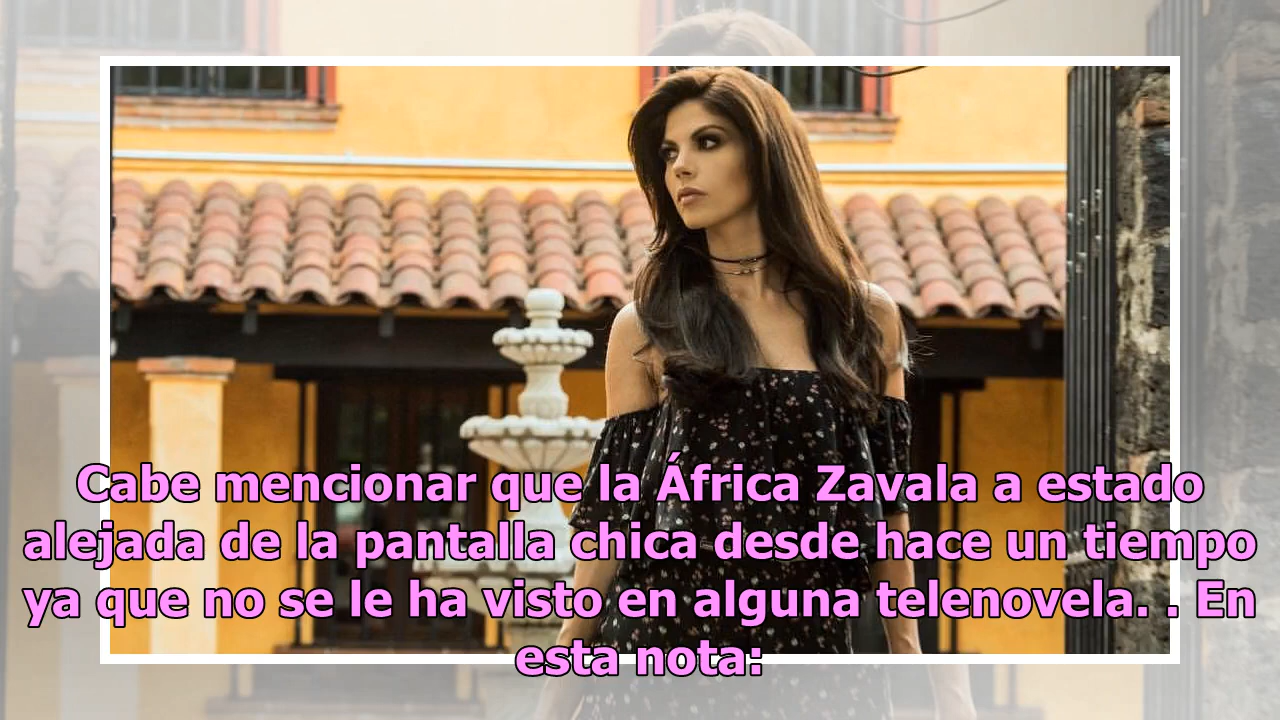 Cabe mencionar que la África Zavala a estado
alejada de la pantalla chica desde hace un tiempo
ya que no se le ha visto en alguna telenovela. . En
esta nota: